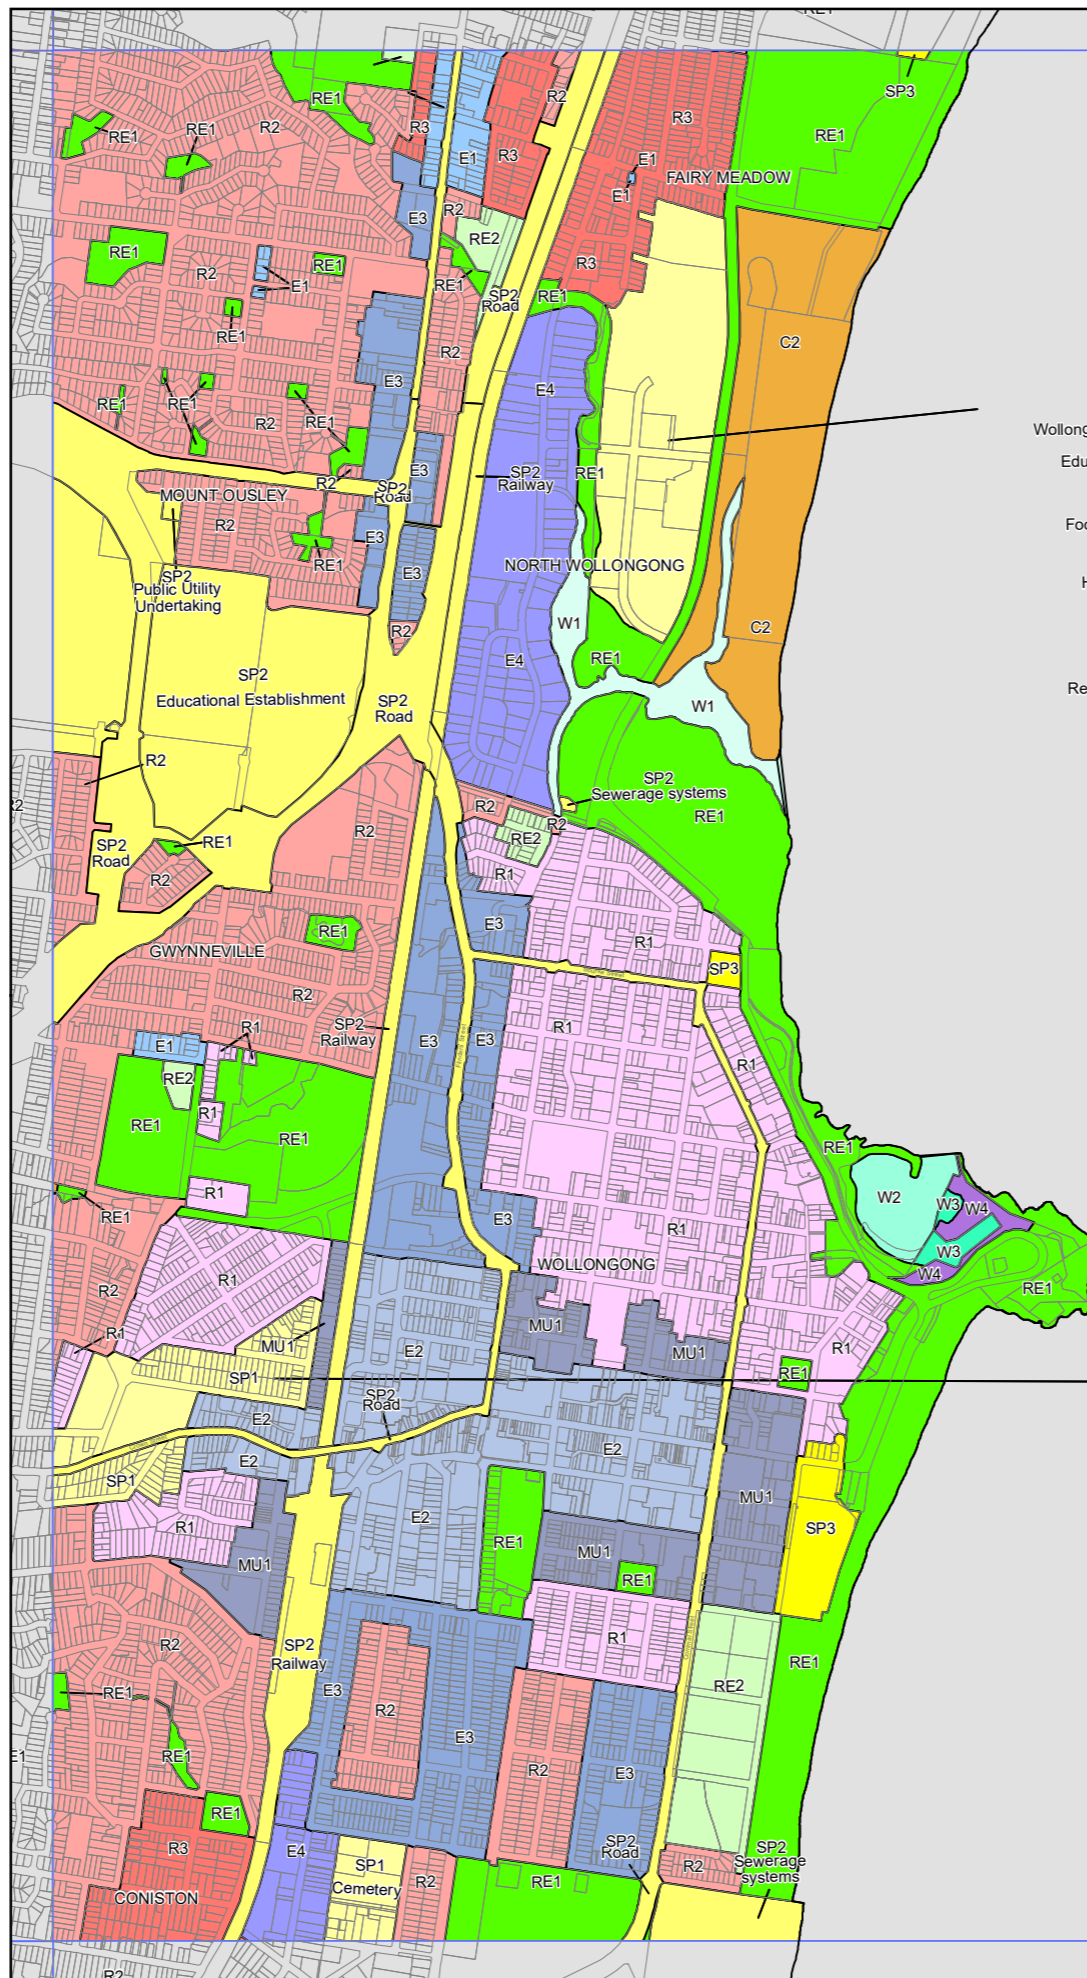 RE1
SP3
RE1
R2
R3
R3
RE1
RE1
R2
RE1
R3
E1
R3
E1
FAIRY MEADOW
E1
E3
R2
RE2
RE1
RE1
R2
E1
RE1
SP2
Road
RE1
R3
RE1
C2
R2
E3
E4
RE1
RE1
RE1
R2
Wollong
Edu
R2
SP2
Road
E3
SP2
Railway
RE1
MOUNT OUSLEY
R2
RE1
E3
Foo
NORTH WOLLONGONG
E3
SP2
Public Utility
Undertaking
H
W1
C2
R2
E4
RE1
SP2
Educational Establishment
SP2
Road
Re
W1
R2
SP2
Sewerage systems
RE1
R2
R2
R2
RE2
R2
SP2
Road
RE1
R2
R1
E3
R1
GWYNNEVILLE
RE1
SP3
R2
SP2
Railway
R1
E3
E3
R1
R1
E1
RE2
R1
RE1
RE1
RE1
R1
W2
W3
W4
RE1
R2
R1
E3
R1
WOLLONGONG
W3
W4
RE1
R1
R1
MU1
E2
MU1
MU1
R1
SP1
RE1
SP2
Road
E2
E2
E2
SP1
E2
MU1
SP3
R1
MU1
RE1
MU1
RE1
R2
SP2
Railway
R1
RE1
RE1
E3
RE2
R2
E3
RE1
R2
E3
RE1
R3
E4
SP2
Road
SP1
Cemetery
R2
RE1
R2
SP2
Sewerage
systems
CONISTON
E1
R2